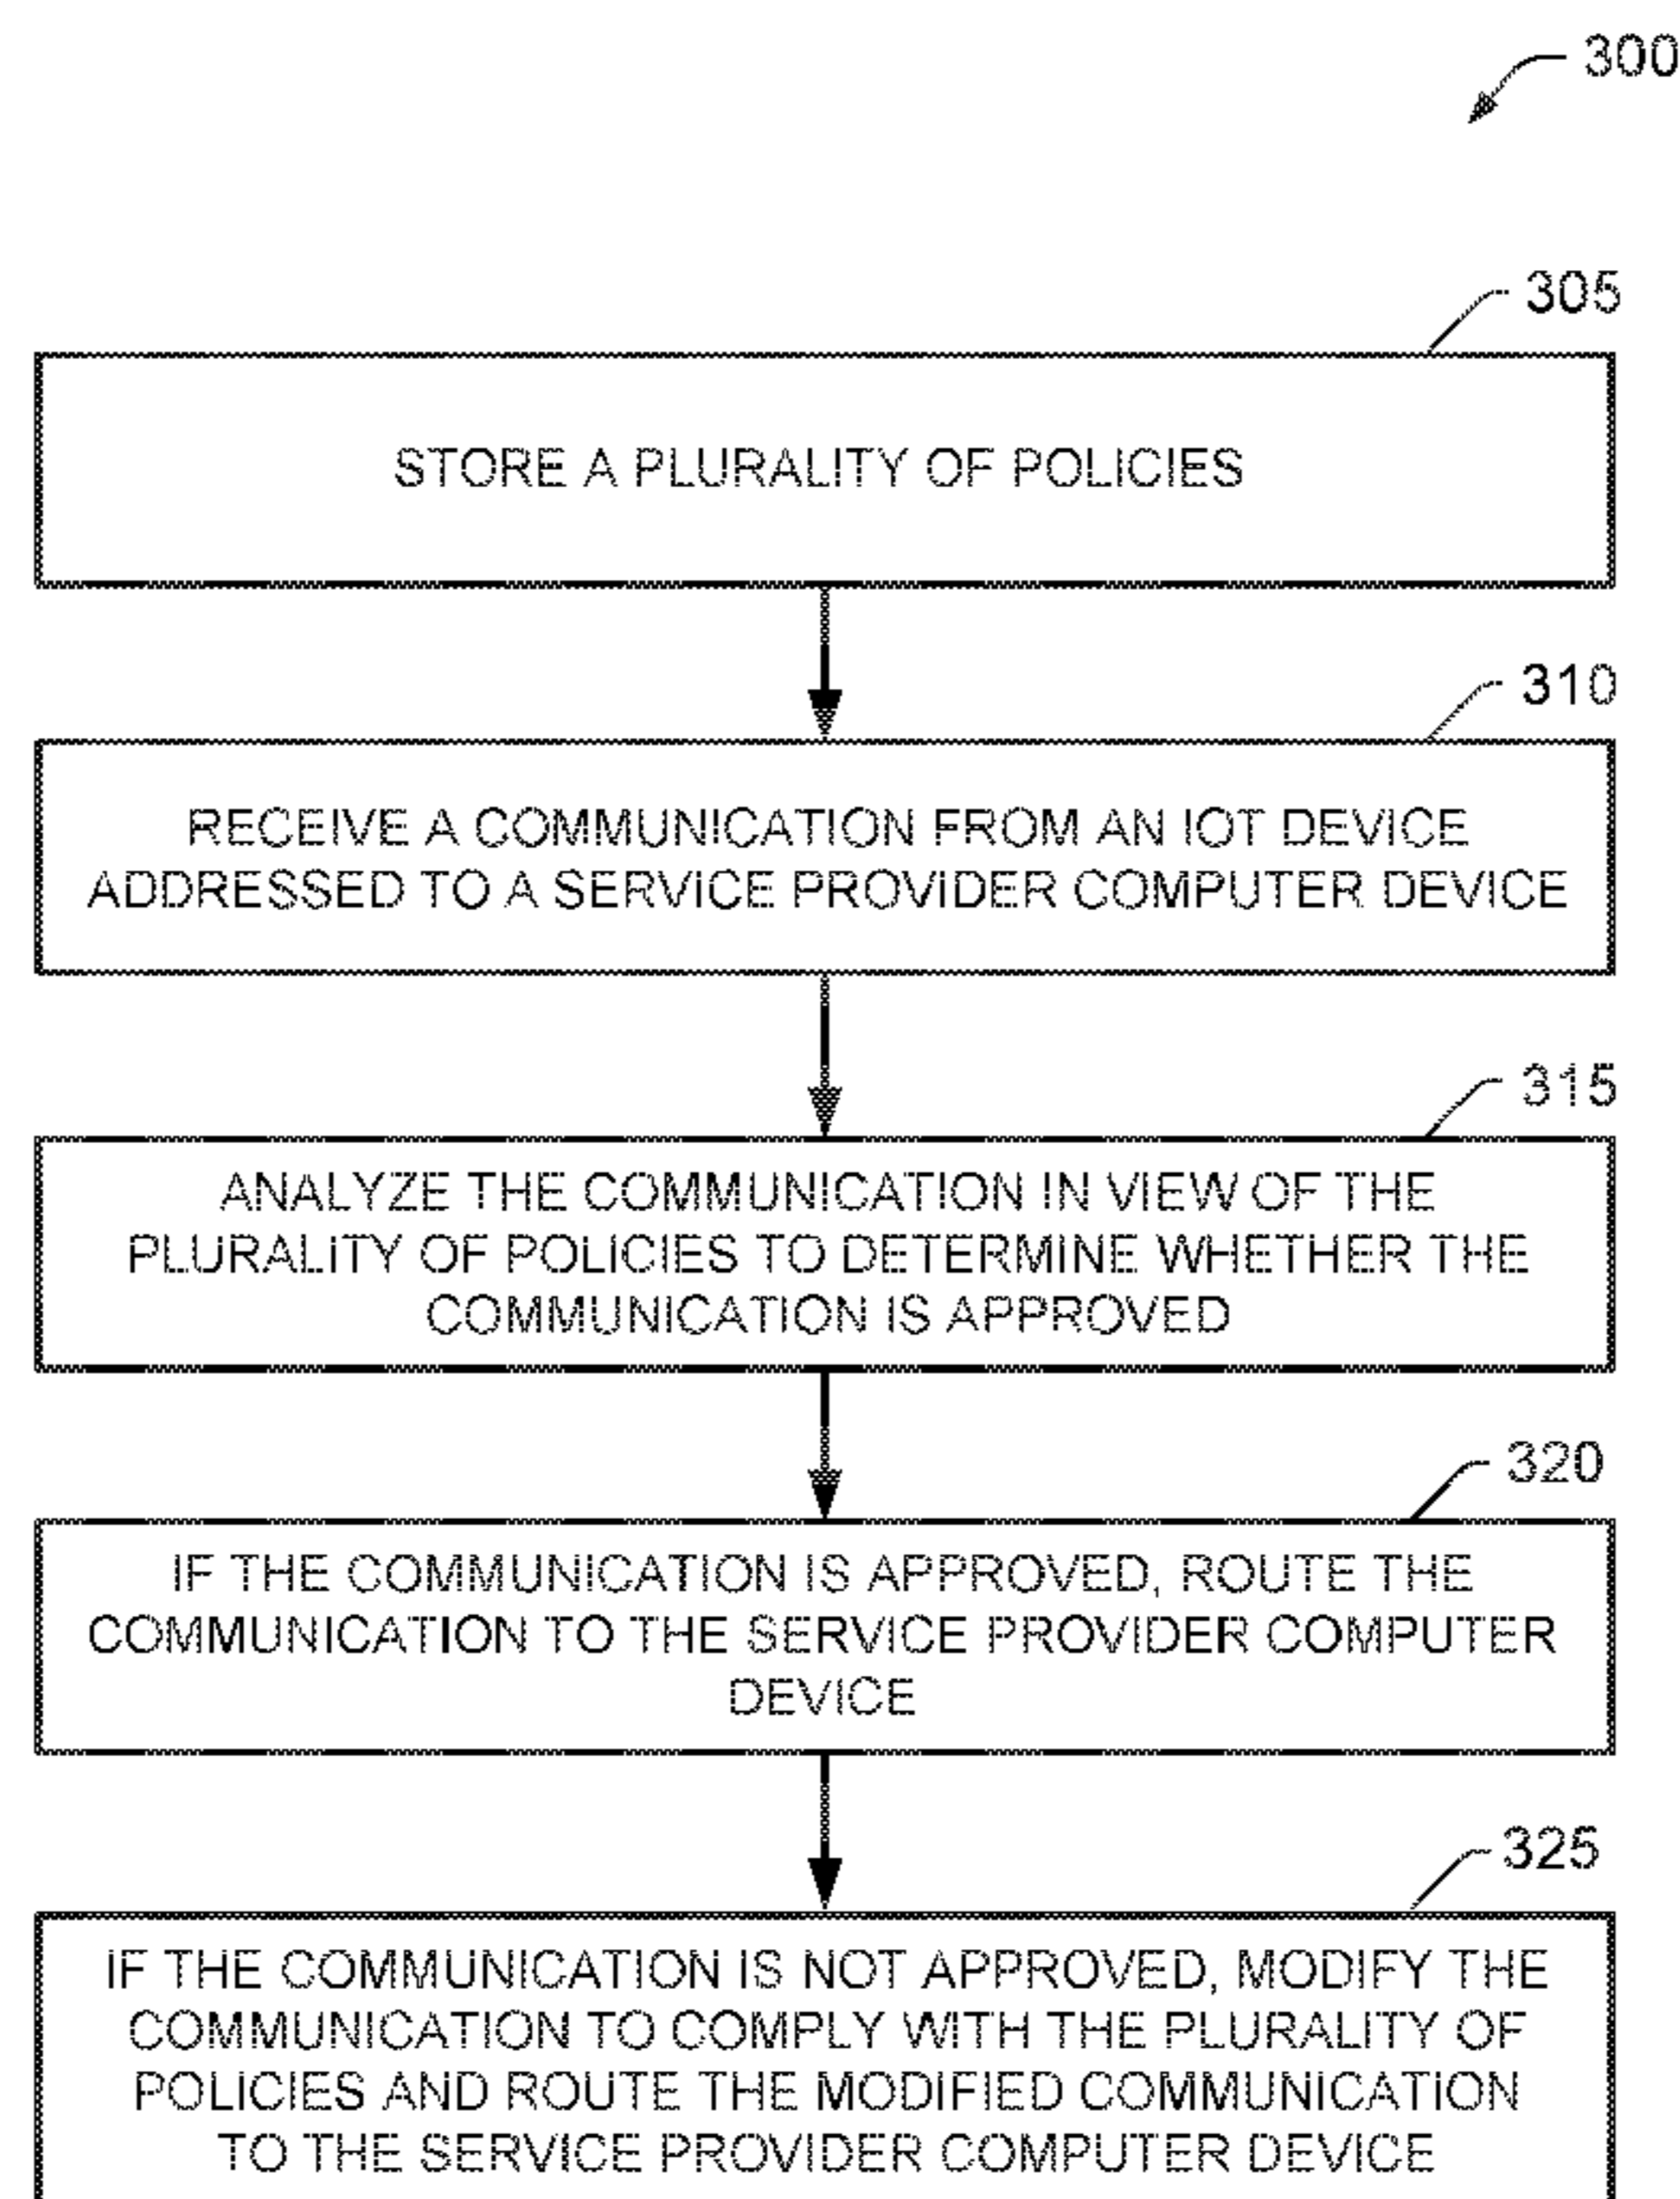 300
305
STORE A PLURALITY OF POLICIES
310
RECEIVE A COMMUNICATION FROM AN IOT DEVICE
ADDRESSED TO A SERVICE PROVIDER COMPUTER DEVICE
315
ANALYZE THE COMMUNICATION IN VIEW OF THE
PLURALITY OF POLICIES TO DETERMINE WHETHER THE
COMMUNICATION IS APPROVED
320
IF THE COMMUNICATION IS APPROVED, ROUTE THE
COMMUNICATION TO THE SERVICE PROVIDER COMPUTER
DEVICE
325
IF THE COMMUNICATION IS NOT APPROVED, MODIFY THE
COMMUNICATION TO COMPLY WITH THE PLURALITY OF
POLICIES AND ROUTE THE MODIFIED COMMUNICATION
TO THE SERVICE PROVIDER COMPUTER DEVICE